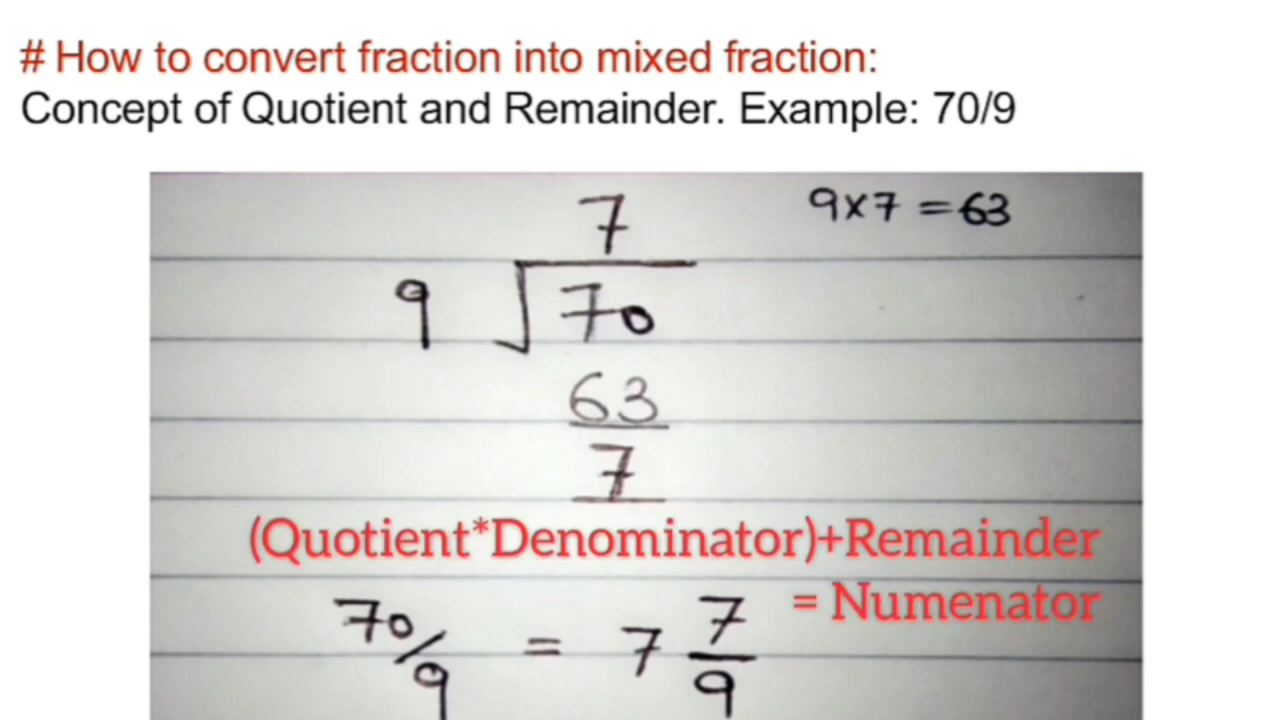 # How to convert fraction into mixed fraction:
Concept of Quotient and Remainder. Example: 70/9
7
9x7 = 63
9 √70
63
7
(Quotient*Denominator)+Remainder
= Numenator
70/9 = 7 7/9